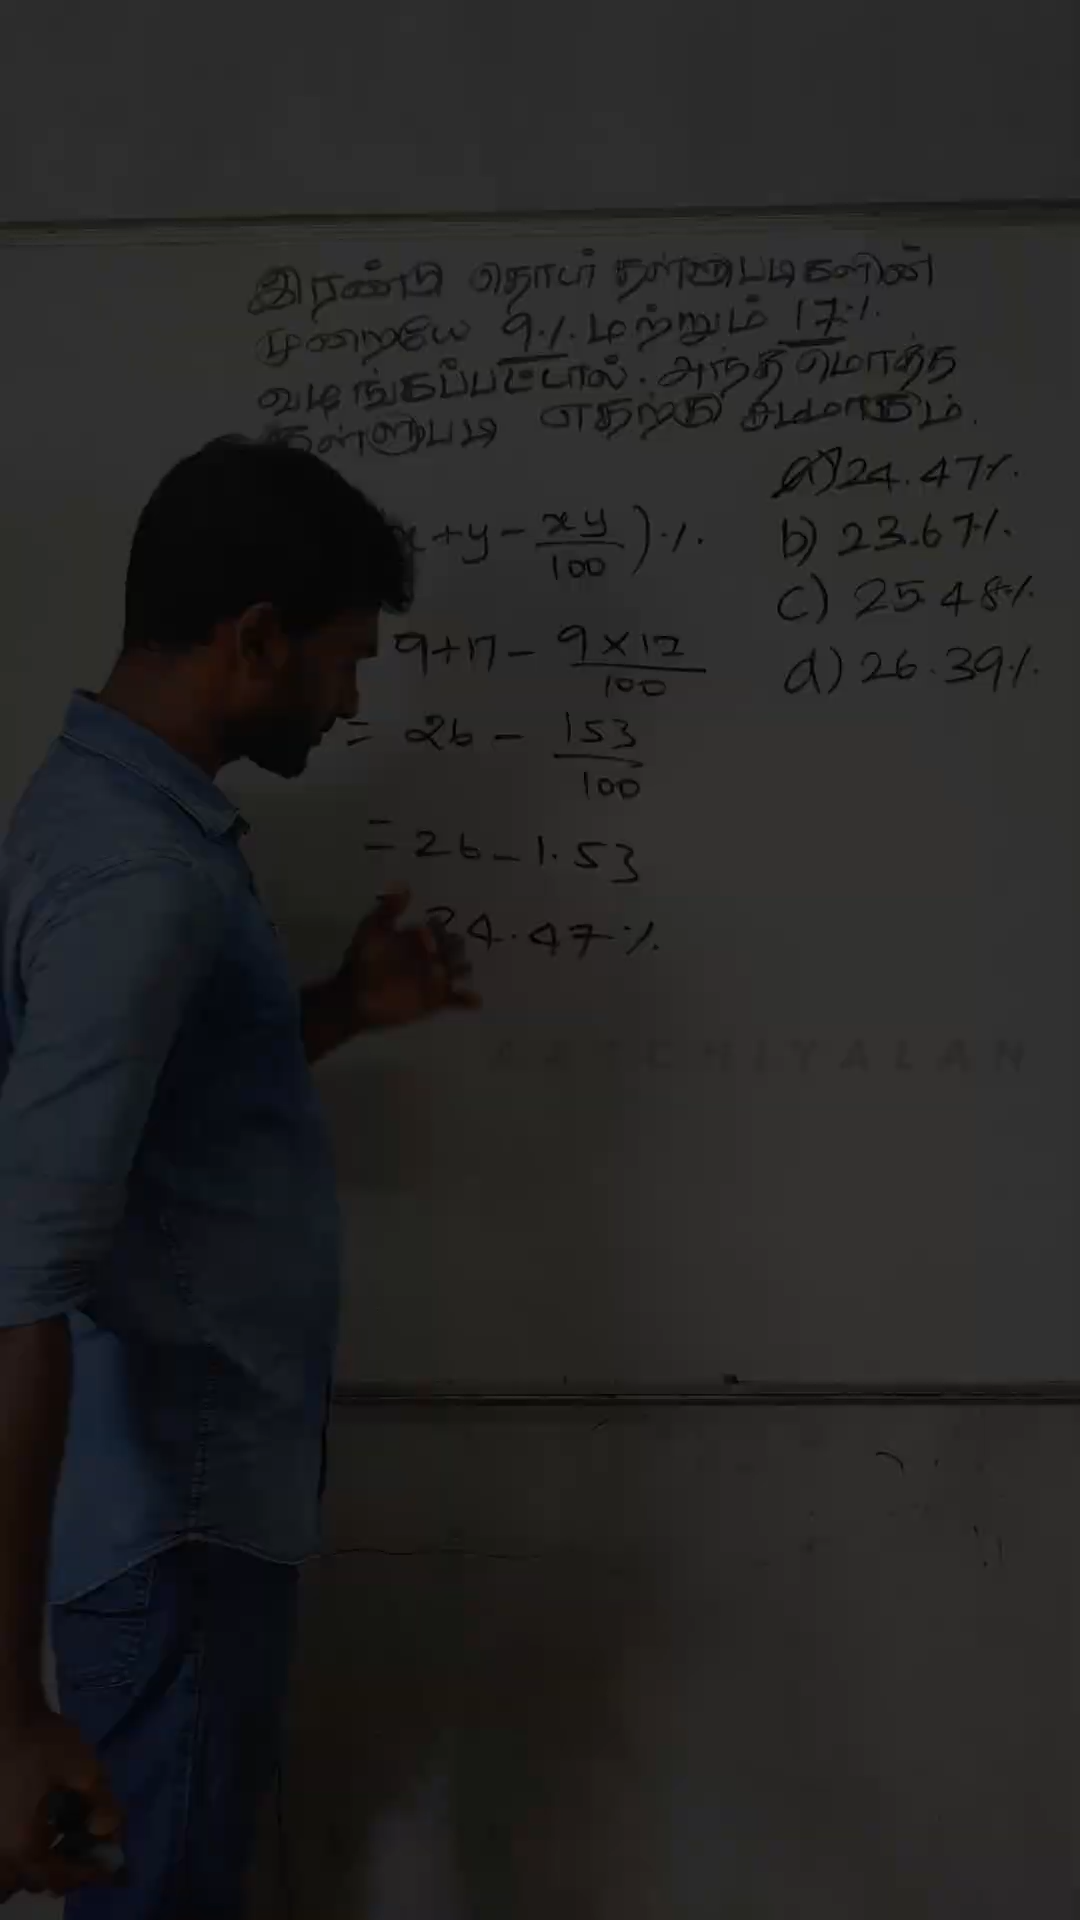 இரண்டு தொடர் தள்ளுபடிகளின்
முறையே 9% மற்றும் 17%
வழங்கப்பட்டால். அந்த மொத்த
தள்ளுபடி எதற்கு சமமாகும்.
a) 24.47%
b) 23.67%
c) 25.48%
d) 26.39%
x+y-xy/100)%
9+17-9×17/100
= 26-153/100
= 26-1.53
24.47%
AATCHIYALAN